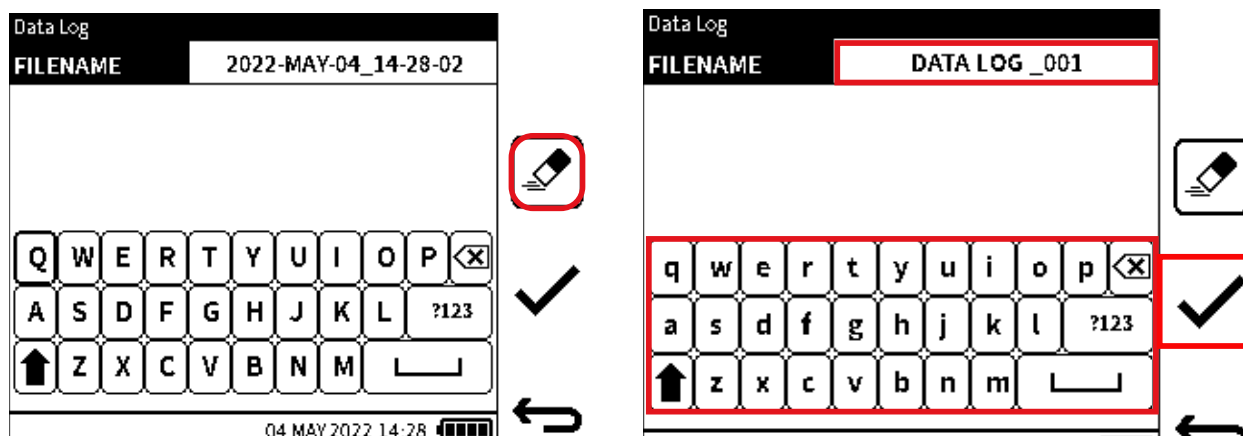 Data Log
FILENAME 2022-MAY-04_14-28-02
Q W E R T Y U I O P
A S D F G H J K L ?123
Z X C V B N M
04 MAY 2022 14:28
Data Log
FILENAME DATA LOG _001
q w e r t y u i o p
a s d f g h j k l ?123
z x c v b n m